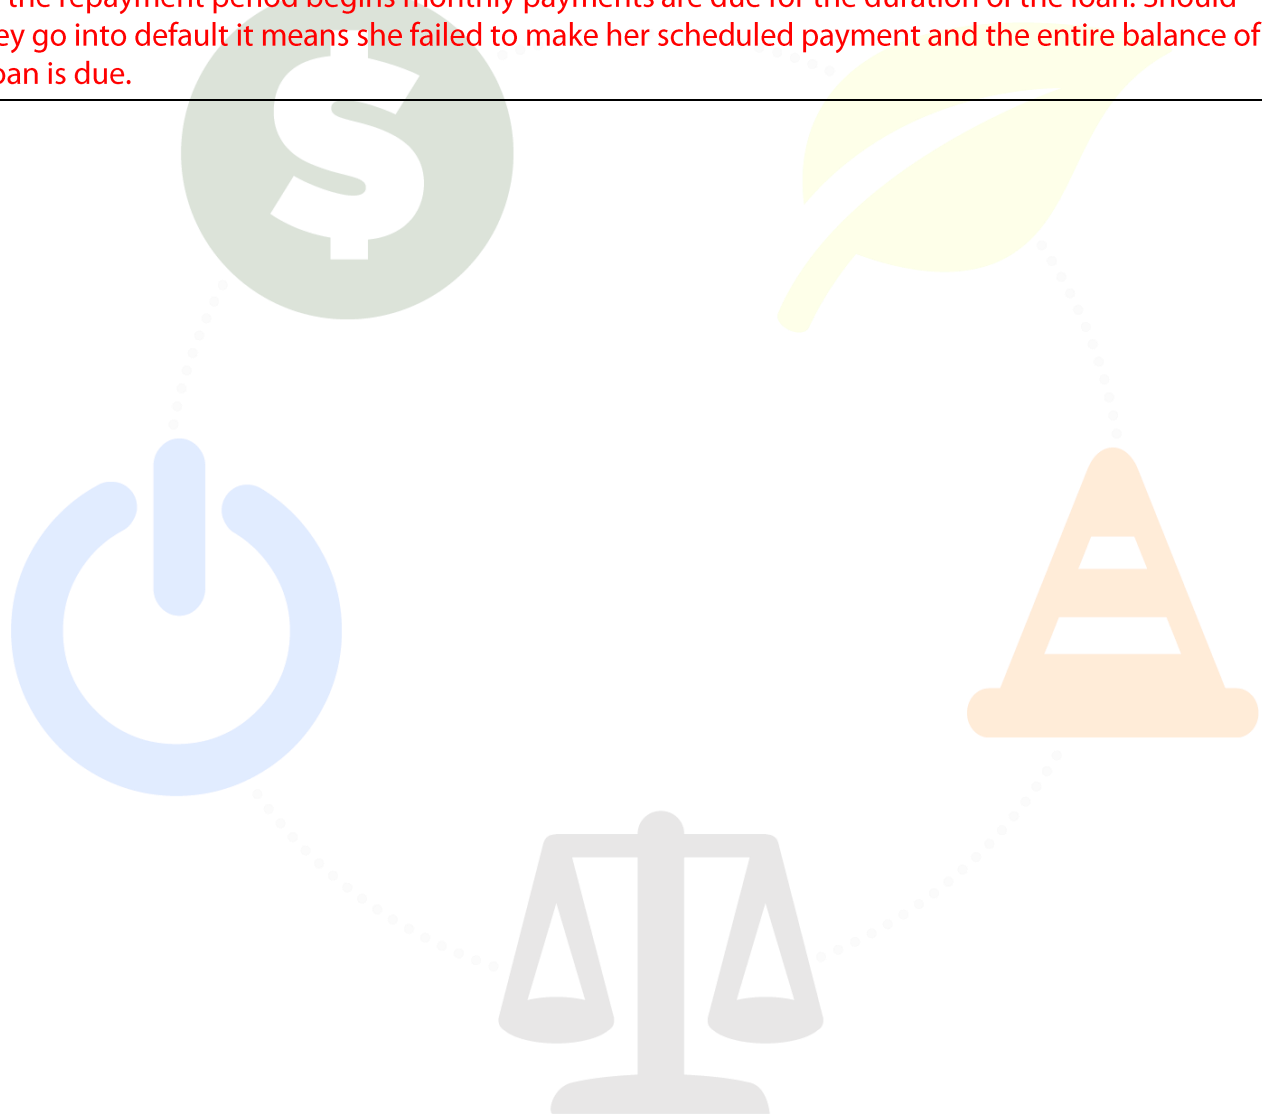 the repayment period begins monthly payments are due for the duration of the loan. Should
ey go into default it means she failed to make her scheduled payment and the entire balance of
oan is due.
$